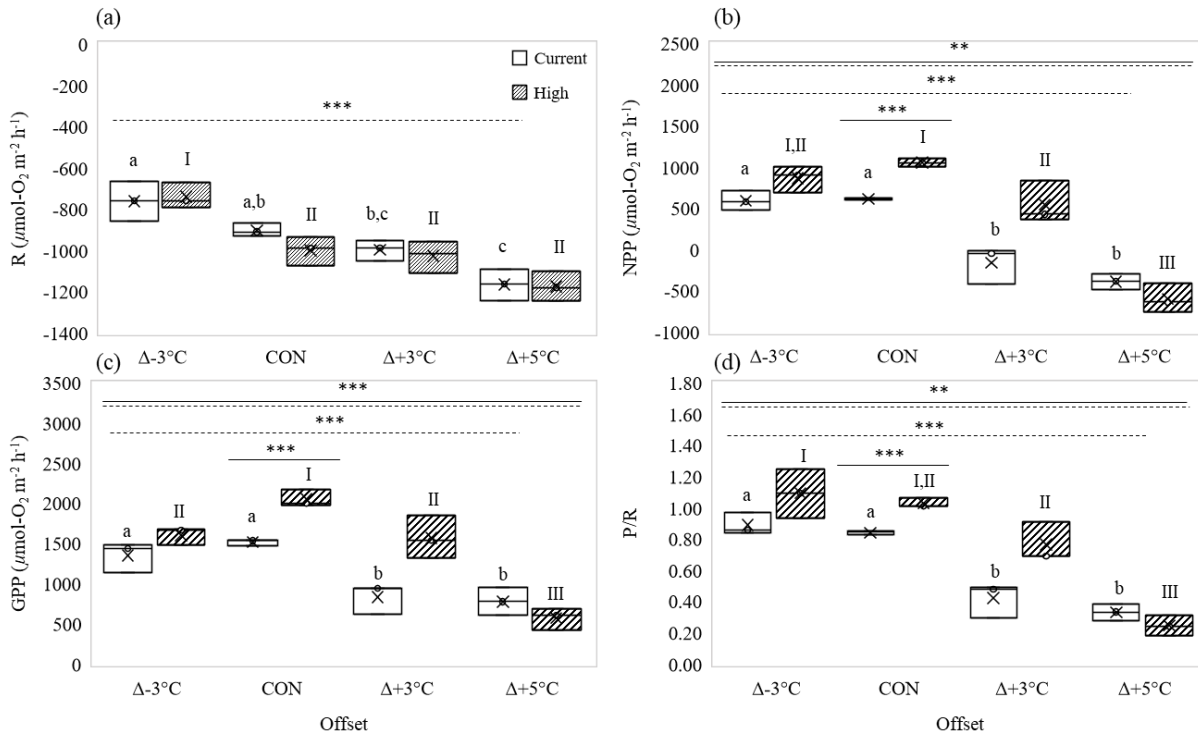 (a)
R (µmol-O₂ m⁻² h⁻¹)
0
-200
-400
-600
-800
-1000
-1200
-1400
Current
High
***
a
I
a,b
II
b,c
II
c
II
Δ-3°C
CON
Δ+3°C
Δ+5°C
(b)
NPP (µmol-O₂ m⁻² h⁻¹)
2500
2000
1500
1000
500
0
-500
-1000
**
***
***
a
I,II
a
I
b
II
b
III
Δ-3°C
CON
Δ+3°C
Δ+5°C
(c)
GPP (µmol-O₂ m⁻² h⁻¹)
3500
3000
2500
2000
1500
1000
500
0
***
***
***
a
II
a
I
b
II
b
III
Δ-3°C
CON
Δ+3°C
Δ+5°C
Offset
(d)
P/R
1.80
1.60
1.40
1.20
1.00
0.80
0.60
0.40
0.20
0.00
**
***
***
a
I
a
I,II
b
II
b
III
Δ-3°C
CON
Δ+3°C
Δ+5°C
Offset